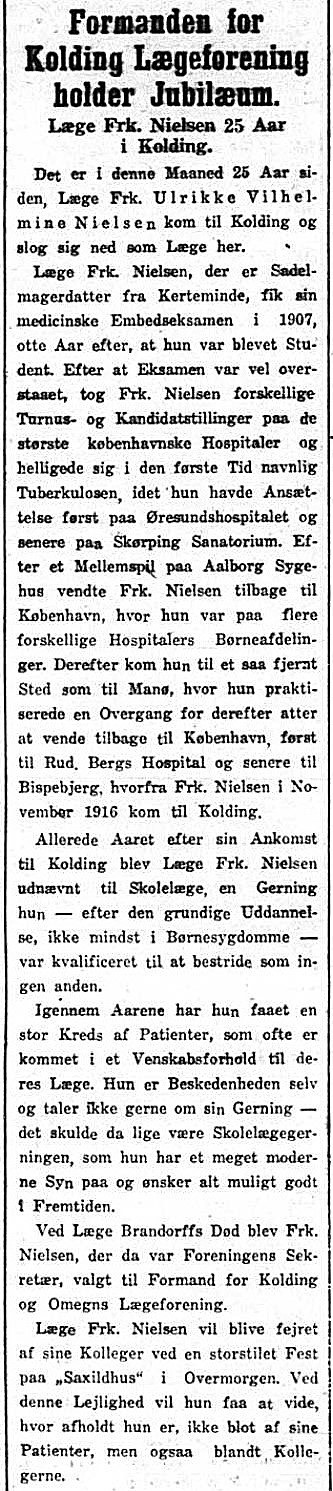 Formanden for
Kolding Lægeforening
holder Jubilæum.
Læge Frk. Nielsen 25 Aar
i Kolding.
Det er i denne Maaned 25 Aar si-
den, Læge Frk. Ulrikke Vilhel-
mine Nielsen kom til Kolding og
slog sig ned som Læge her.
Læge Frk. Nielsen, der er Sadel-
magerdatter fra Kerteminde, fik sin
medicinske Embedseksamen i 1907,
otte Aar efter, at hun var blevet Stu-
dent. Efter at Eksamen var vel over-
staaet, tog Frk. Nielsen forskellige
Turnus- og Kandidatstillinger paa de
største københavnske Hospitaler og
helligede sig i den første Tid navnlig
Tuberkulosen, idet hun havde Ansæt-
telse først paa Øresundshospitalet og
senere paa Skørping Sanatorium. Ef-
ter et Mellemspil paa Aalborg Syge-
hus vendte Frk. Nielsen tilbage til
København, hvor hun var paa flere
forskellige Hospitalers Børneafdelin-
ger. Derefter kom hun til et saa fjernt
Sted som til Manø, hvor hun prakti-
serede en Overgang for derefter atter
at vende tilbage til København, først
til Rud. Bergs Hospital og senere til
Bispebjerg, hvorfra Frk. Nielsen i No-
vember 1916 kom til Kolding.
Allerede Aaret efter sin Ankomst
til Kolding blev Læge Frk. Nielsen
udnævnt til Skolelæge, en Gerning
hun — efter den grundige Uddannel-
se, ikke mindst i Børnesygdomme —
var kvalificeret til at bestride som in-
gen anden.
Igennem Aarene har hun faaet en
stor Kreds af Patienter, som ofte er
kommet i et Venskabsforhold til de-
res Læge. Hun er Beskedenheden selv
og taler ikke gerne om sin Gerning —
det skulde da lige være Skolelægeger-
ningen, som hun har et meget moder-
ne Syn paa og ønsker alt muligt godt
i Fremtiden.
Ved Læge Brandorffs Død blev Frk.
Nielsen, der da var Foreningens Sek-
retær, valgt til Formand for Kolding
og Omegns Lægeforening.
Læge Frk. Nielsen vil blive fejret
af sine Kolleger ved en storstilet Fest
paa „Saxildhus" i Overmorgen. Ved
denne Lejlighed vil hun faa at vide,
hvor afholdt hun er, ikke blot af sine
Patienter, men ogsaa blandt Kolle-
gerne.